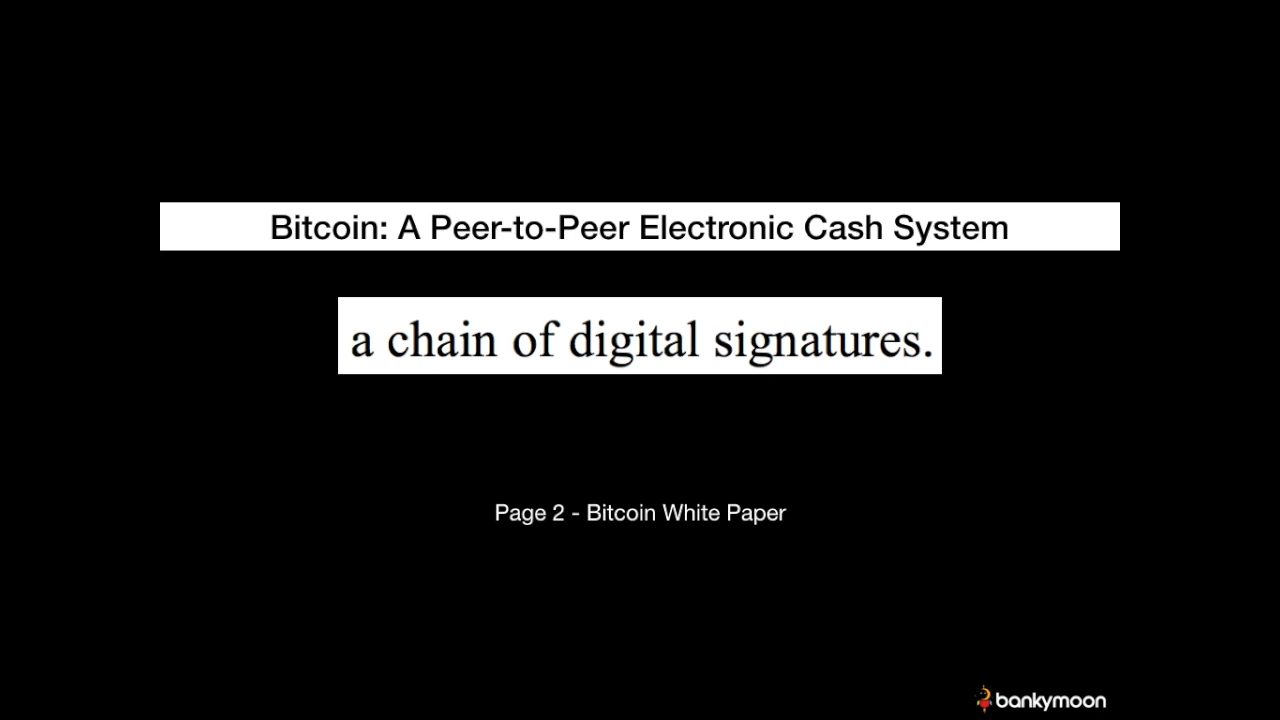 Bitcoin: A Peer-to-Peer Electronic Cash System
a chain of digital signatures.
Page 2 - Bitcoin White Paper
bankymoon